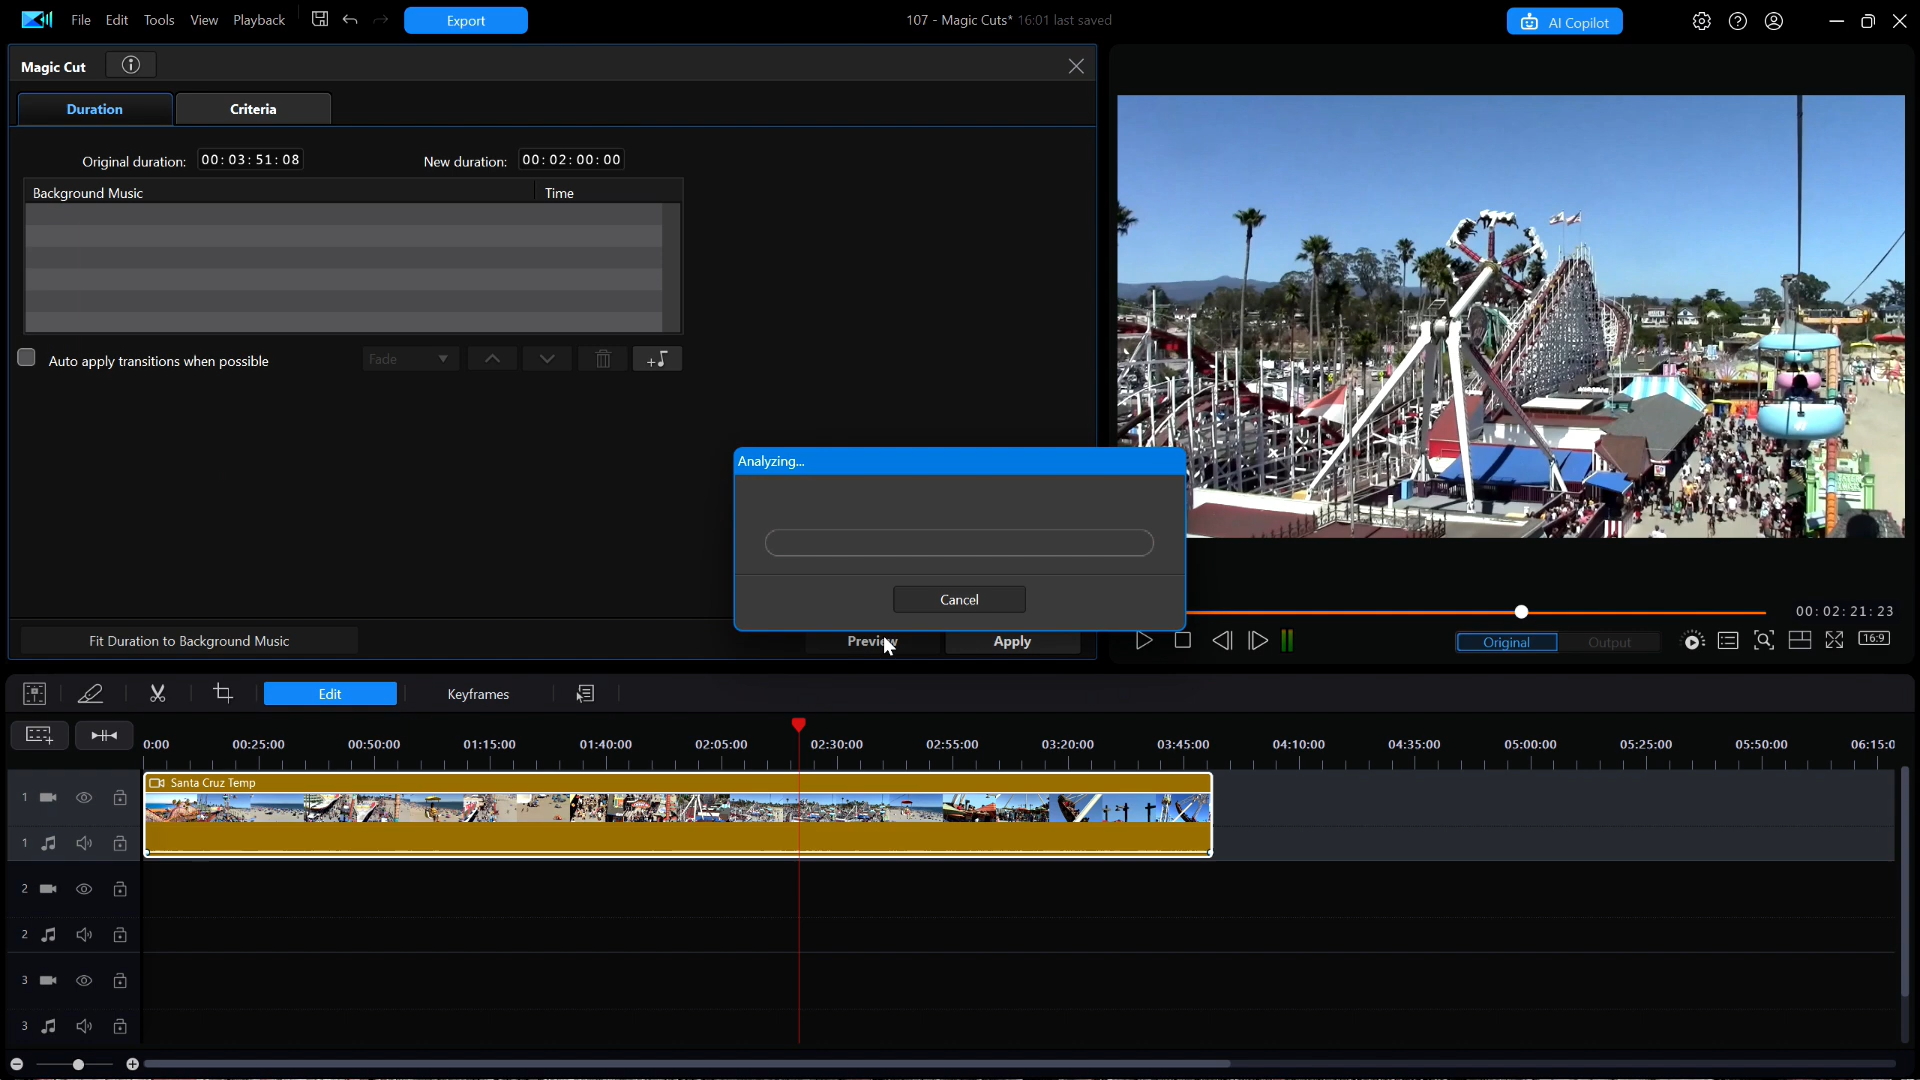 File Edit Tools View Playback Export 107 - Magic Cuts* 16:01 last saved AI Copilot
Magic Cut
Duration Criteria
Original duration: 00:03:51:08 New duration: 00:02:00:00
Background Music Time
Auto apply transitions when possible Fade
Analyzing...
Cancel
00:02:21:23
Fit Duration to Background Music Preview Apply Original Output 16:9
Edit Keyframes
0:00 00:25:00 00:50:00 01:15:00 01:40:00 02:05:00 02:30:00 02:55:00 03:20:00 03:45:00 04:10:00 04:35:00 05:00:00 05:25:00 05:50:00 06:15:0
Santa Cruz Temp
1
1
2
2
3
3